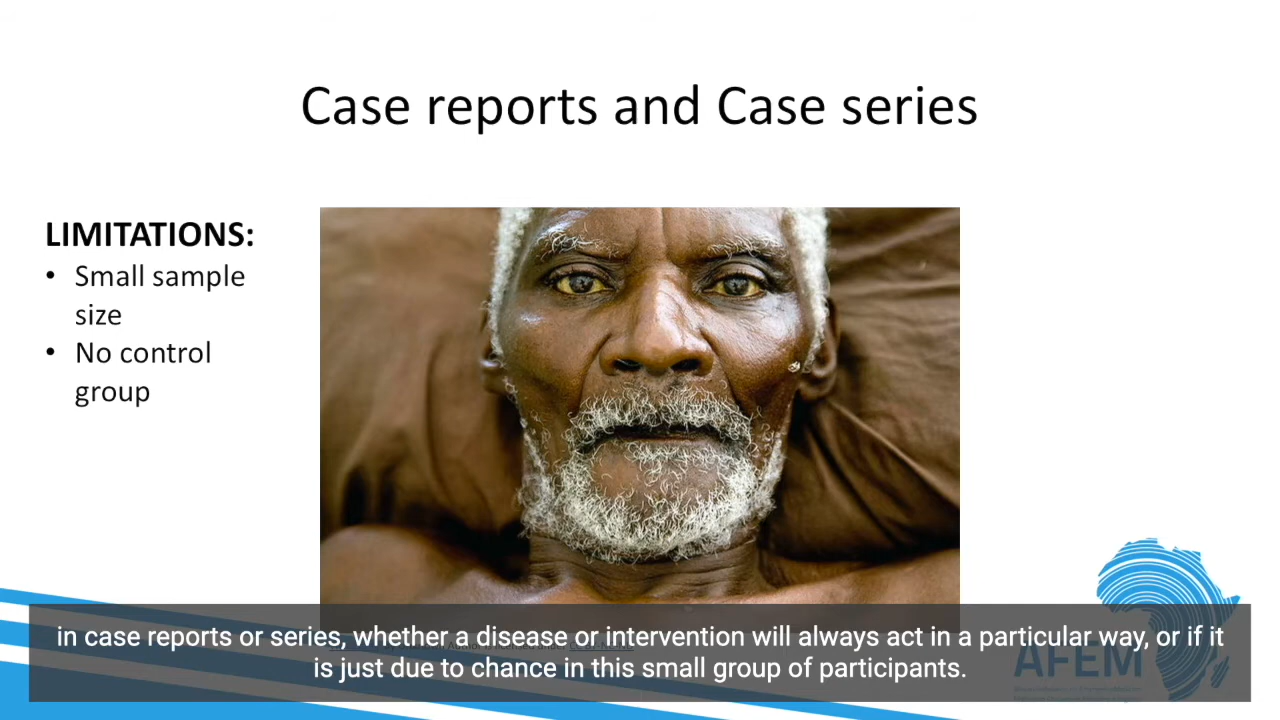 Case reports and Case series
LIMITATIONS:
• Small sample
size
• No control
group
in case reports or series, whether a disease or intervention will always act in a particular way, or if it
is just due to chance in this small group of participants.
AFEM